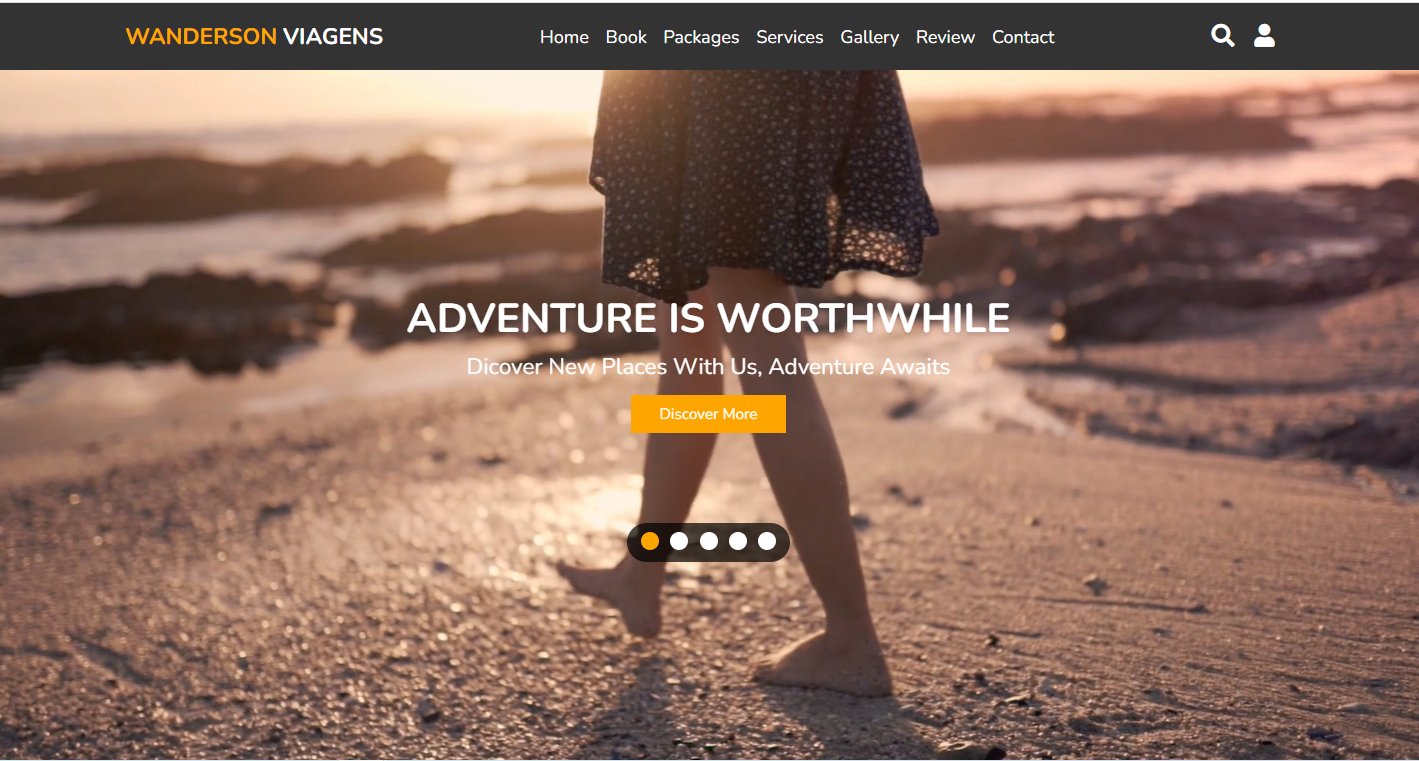 WANDERSON VIAGENS
Home Book Packages Services Gallery Review Contact
ADVENTURE IS WORTHWHILE
Dicover New Places With Us, Adventure Awaits
Discover More